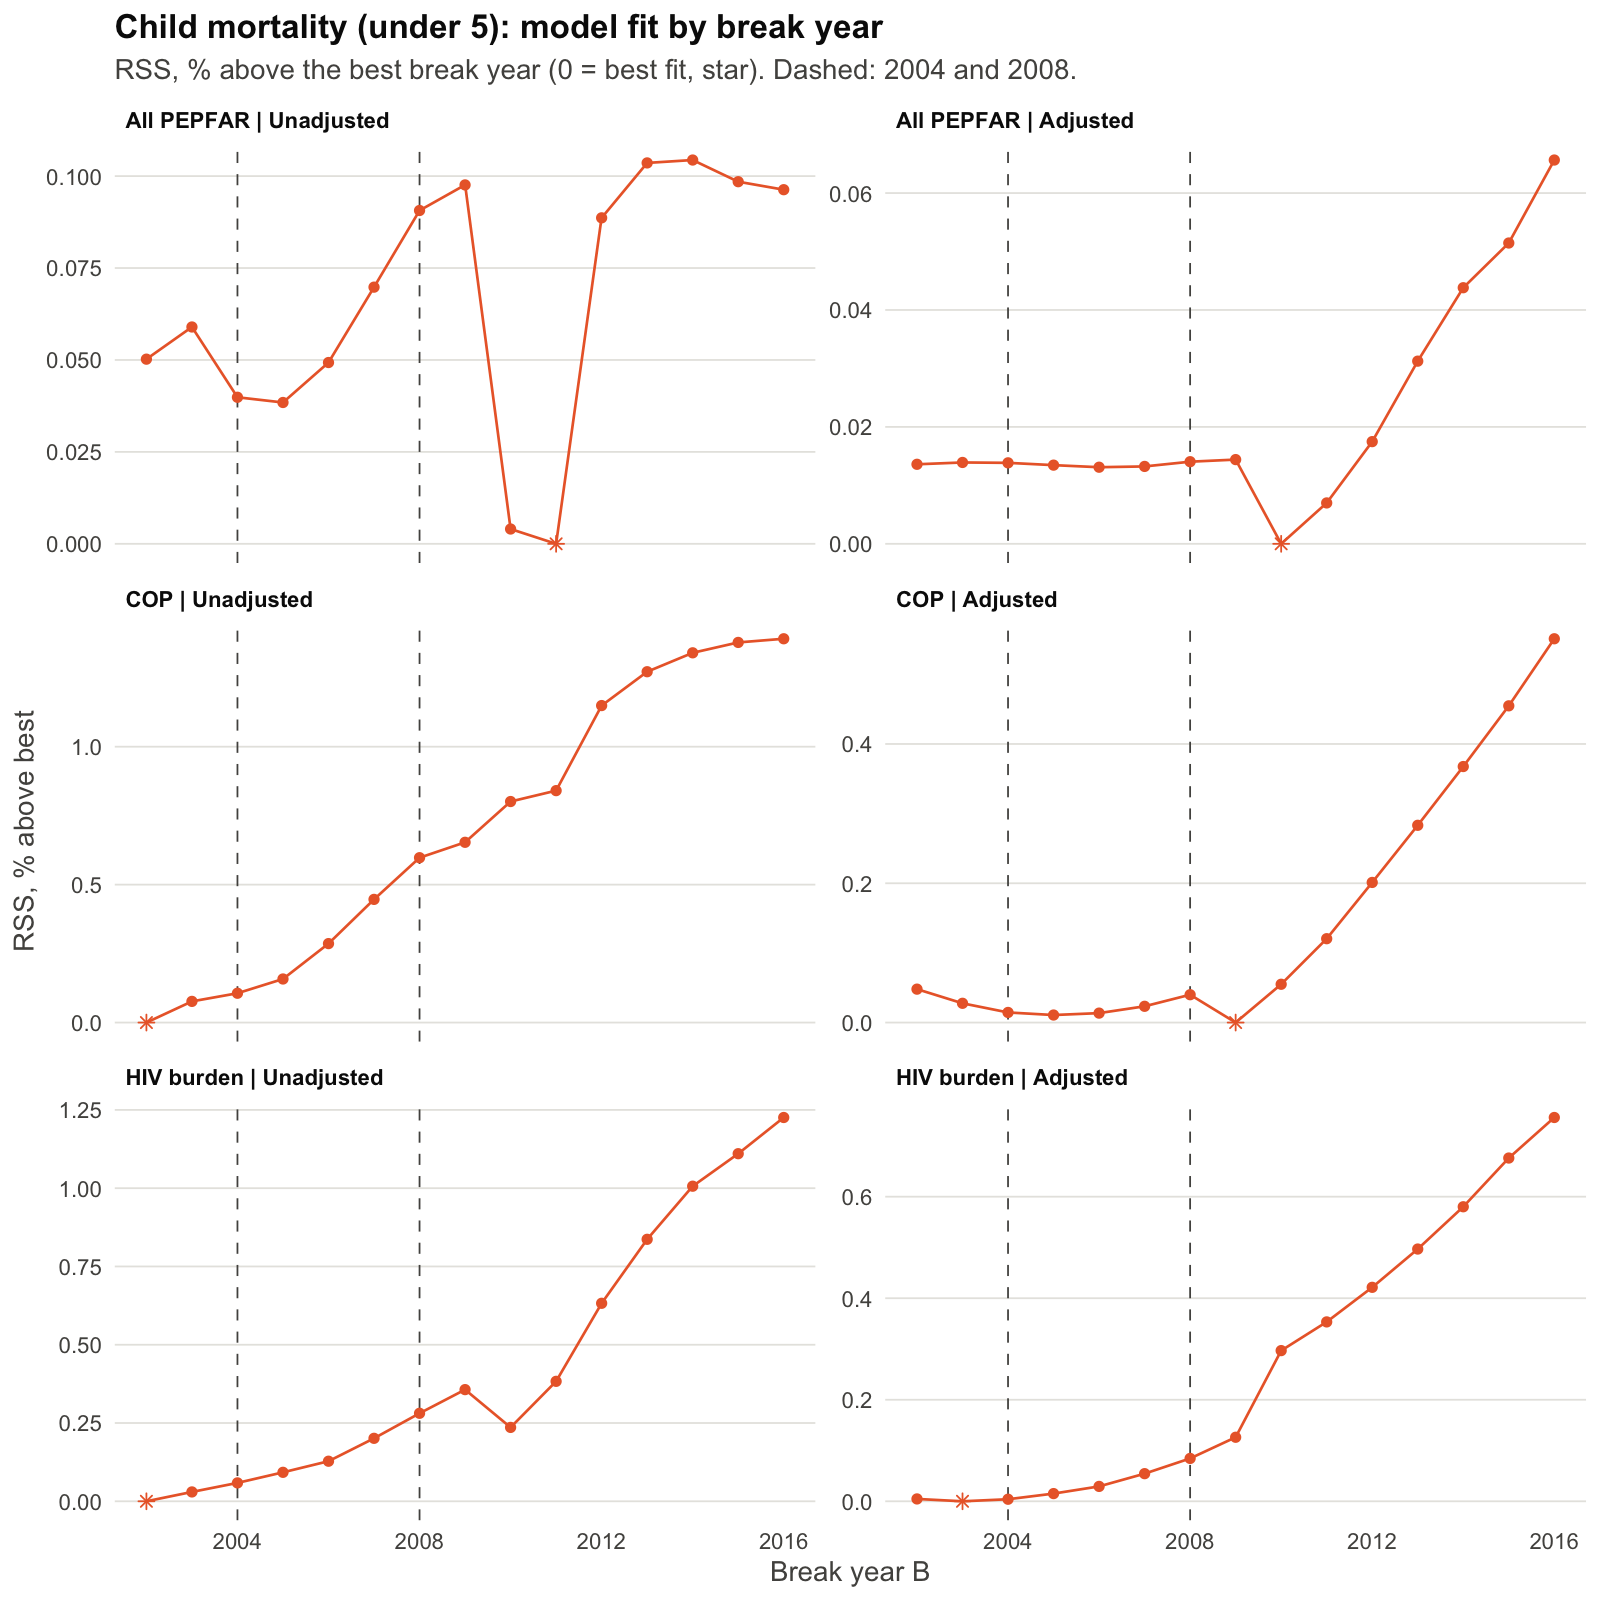 Child mortality (under 5): model fit by break year
RSS, % above the best break year (0 = best fit, star). Dashed: 2004 and 2008.
All PEPFAR | Unadjusted
0.100
0.075
0.050
0.025
0.000
All PEPFAR | Adjusted
0.06
0.04
0.02
0.00
COP | Unadjusted
1.0
0.5
0.0
COP | Adjusted
0.4
0.2
0.0
RSS, % above best
HIV burden | Unadjusted
1.25
1.00
0.75
0.50
0.25
0.00
2004 2008 2012 2016
HIV burden | Adjusted
0.6
0.4
0.2
0.0
2004 2008 2012 2016
Break year B